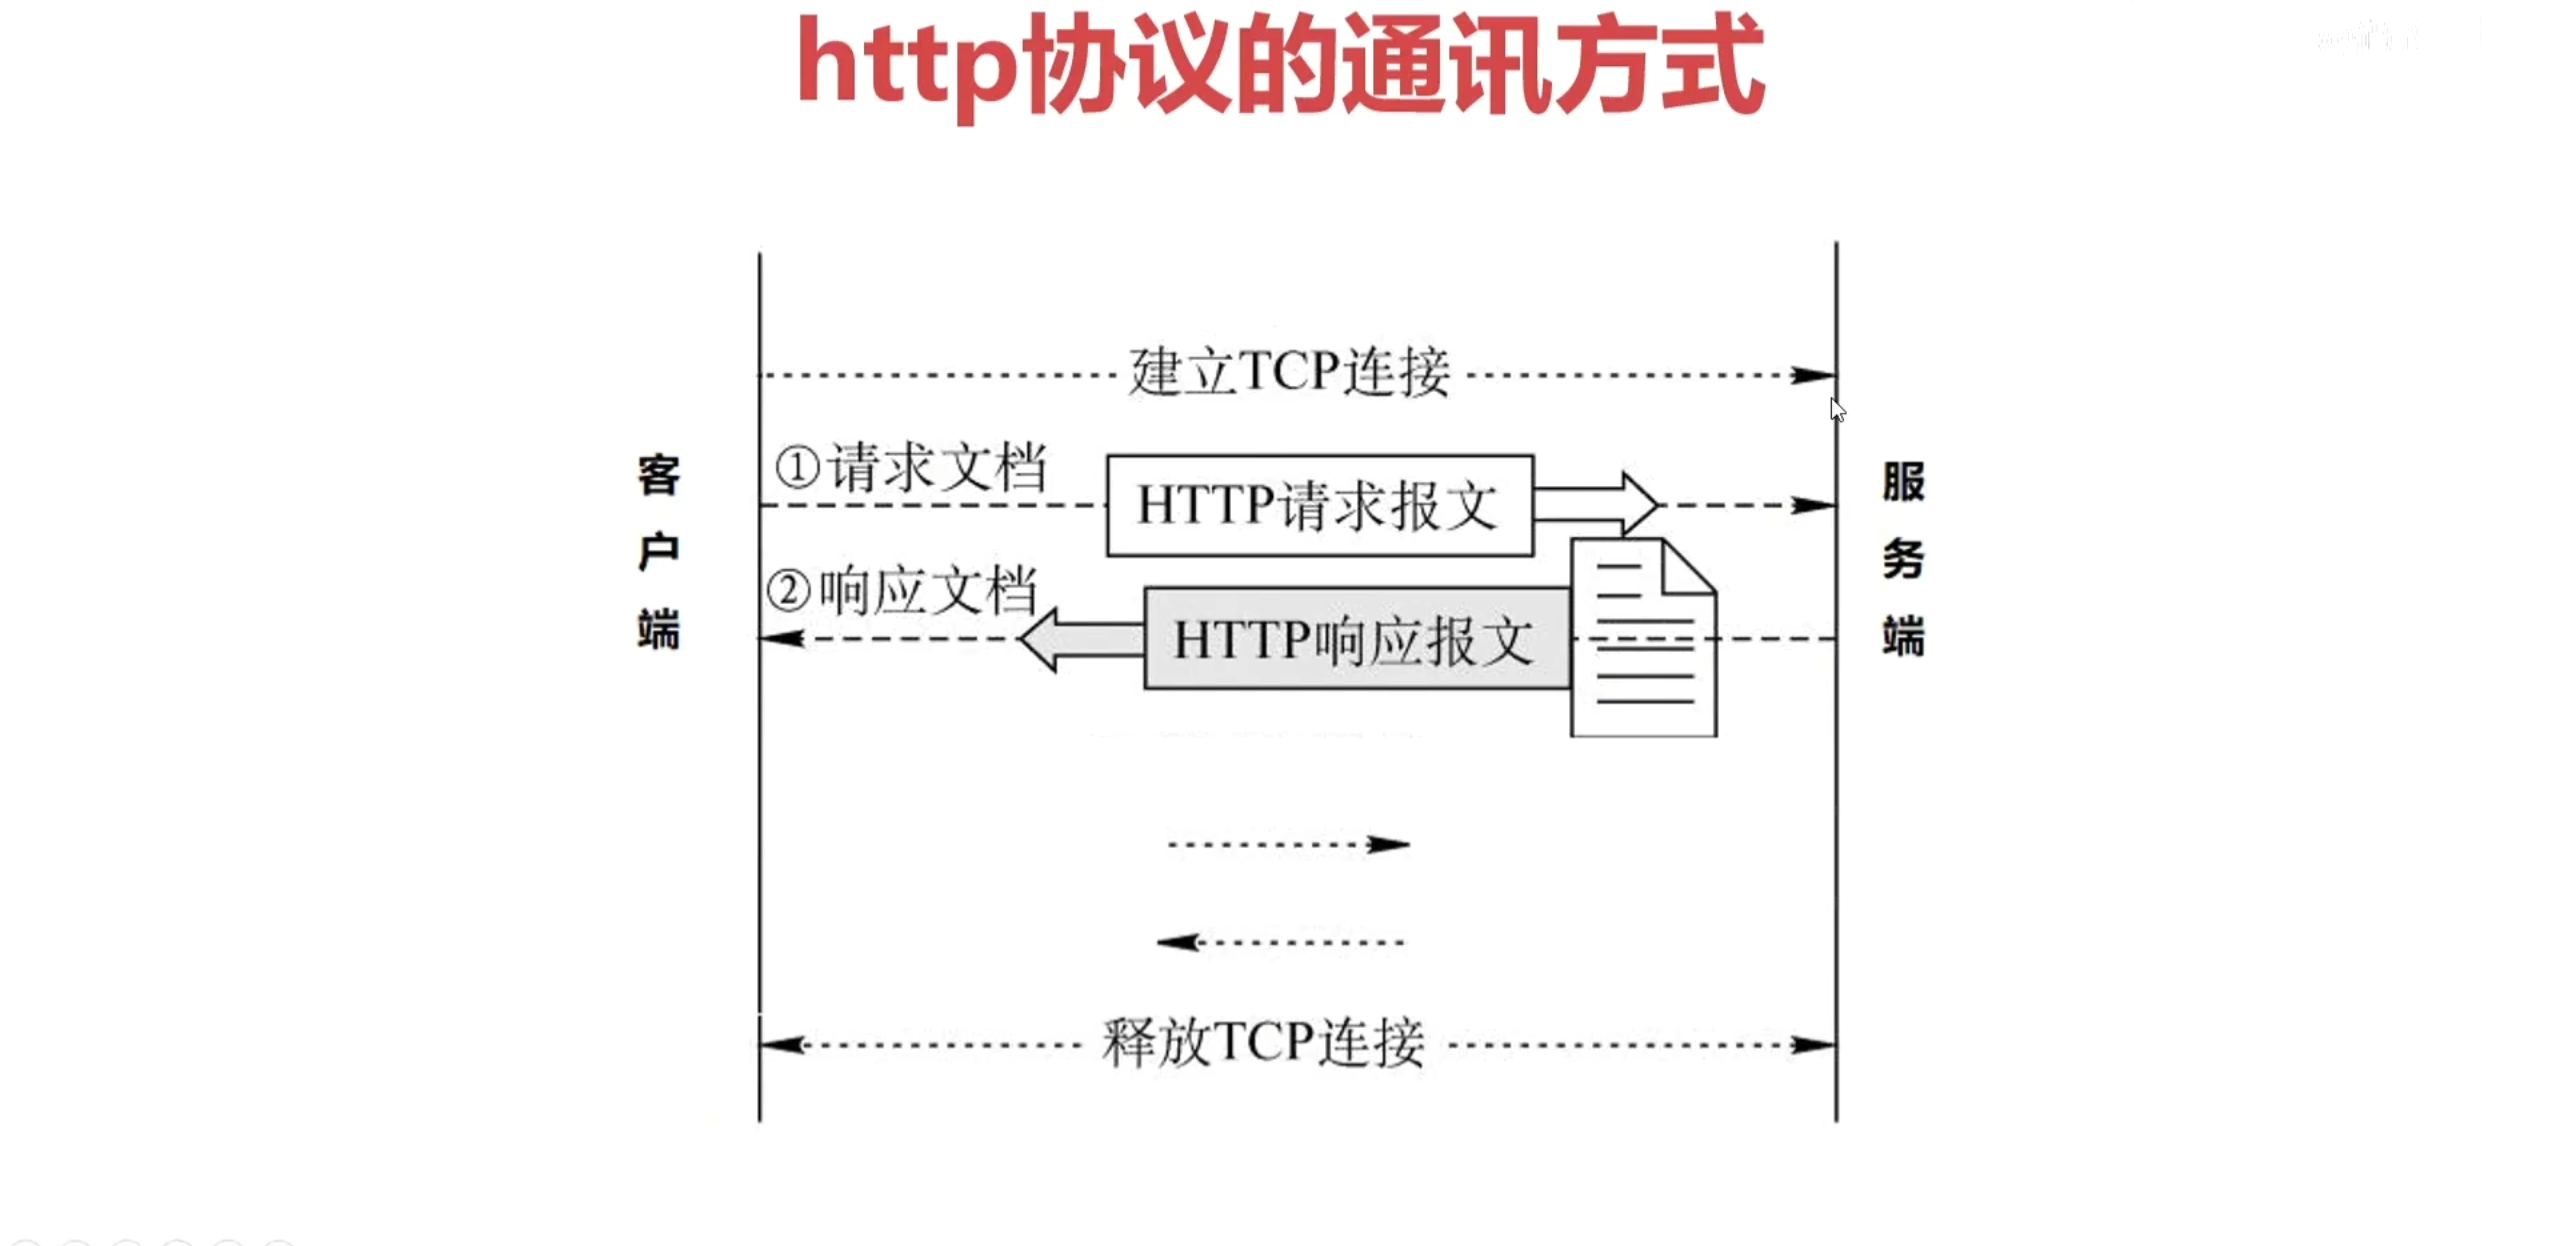 http协议的通讯方式
建立TCP连接
①请求文档
HTTP请求报文
②响应文档
HTTP响应报文
客户端
服务端
释放TCP连接